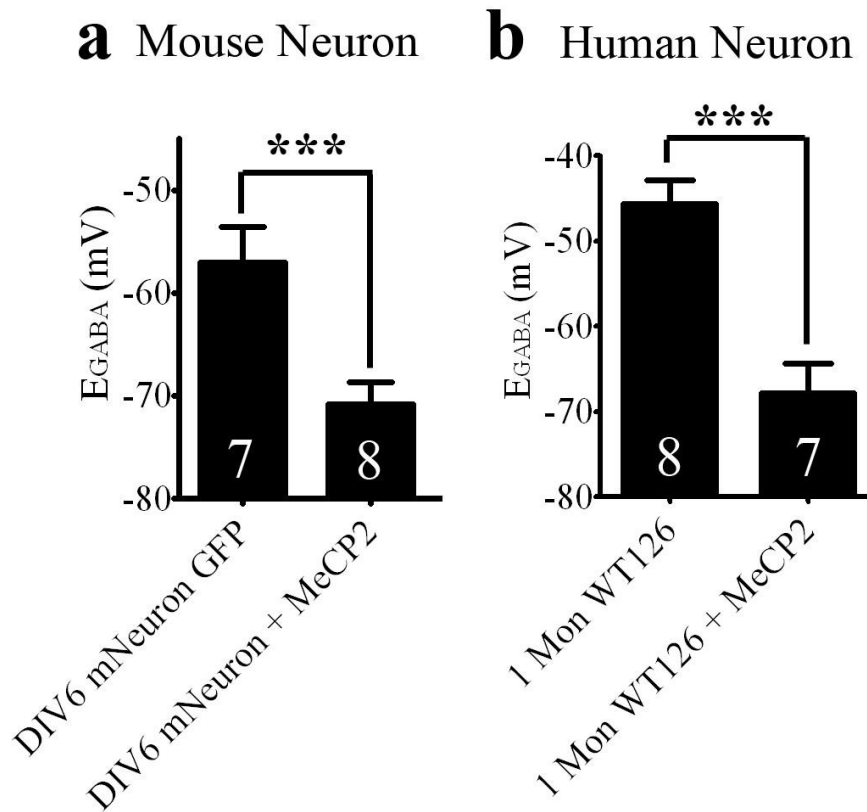 a Mouse Neuron
***
EGABA (mV)
-50
-60
-70
-80
7
8
DIV6 mNeuron GFP
DIV6 mNeuron + MeCP2
b Human Neuron
***
EGABA (mV)
-40
-50
-60
-70
-80
8
7
1 Mon WT126
1 Mon WT126 + MeCP2